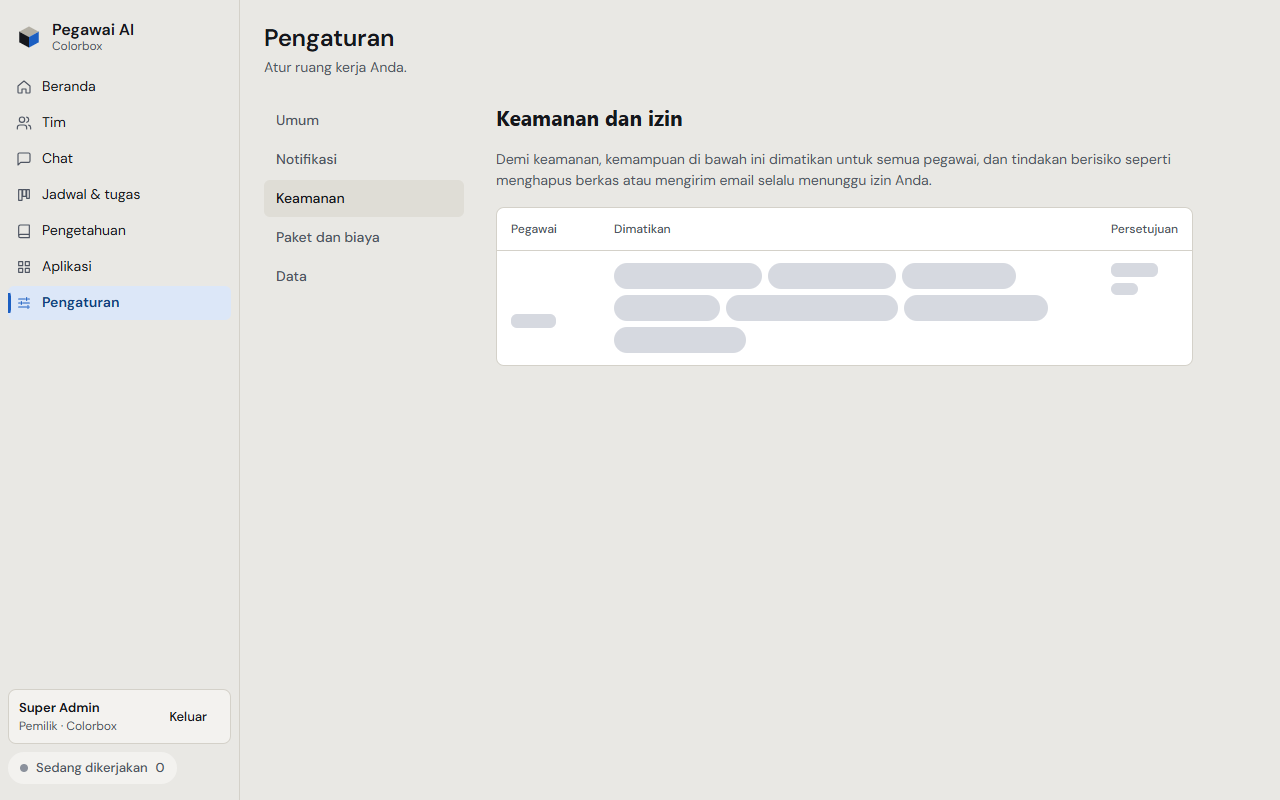 Pegawai AI
Colorbox
Beranda
Tim
Chat
Jadwal & tugas
Pengetahuan
Aplikasi
Pengaturan
Super Admin
Pemilik · Colorbox
Keluar
Sedang dikerjakan 0
Pengaturan
Atur ruang kerja Anda.
Umum
Notifikasi
Keamanan
Paket dan biaya
Data
Keamanan dan izin
Demi keamanan, kemampuan di bawah ini dimatikan untuk semua pegawai, dan tindakan berisiko seperti
menghapus berkas atau mengirim email selalu menunggu izin Anda.
Pegawai Dimatikan Persetujuan